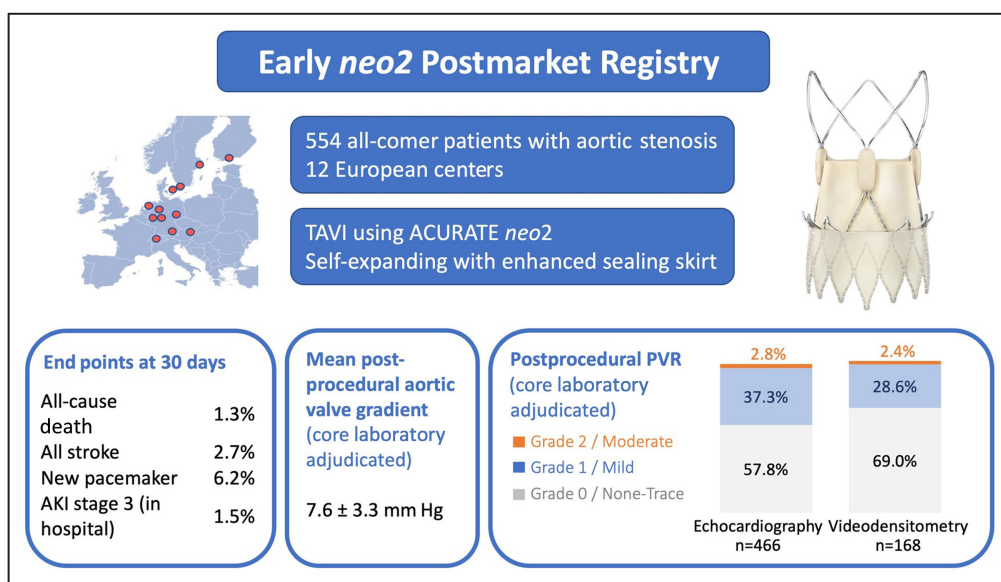 Early neo2 Postmarket Registry
554 all-comer patients with aortic stenosis
12 European centers
TAVI using ACURATE neo2
Self-expanding with enhanced sealing skirt
End points at 30 days
All-cause
death
1.3%
All stroke
2.7%
New pacemaker
6.2%
AKI stage 3 (in
hospital)
1.5%
Mean post-
procedural aortic
valve gradient
(core laboratory
adjudicated)
7.6 ± 3.3 mm Hg
Postprocedural PVR
(core laboratory
adjudicated)
Grade 2 / Moderate
Grade 1 / Mild
Grade 0 / None-Trace
2.8%
37.3%
57.8%
Echocardiography
n=466
2.4%
28.6%
69.0%
Videodensitometry
n=168